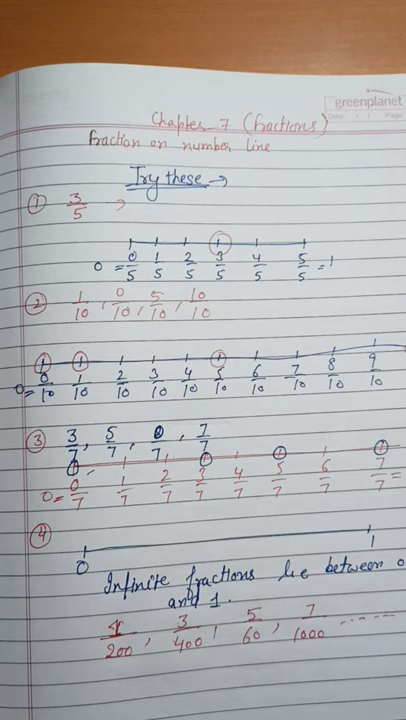 greenplanet
Date / / Page
Chapter 7 (fractions)
fraction on number line
Try these →
① 3/5 →
0 = 0/5 1/5 2/5 3/5 4/5 5/5 = 1
② 1/10, 0/10, 5/10, 10/10
0 = 0/10 1/10 2/10 3/10 4/10 5/10 6/10 7/10 8/10 9/10
③ 3/7, 5/7, 0/7, 7/7
0 = 0/7 1/7 2/7 3/7 4/7 5/7 6/7 7/7 =
④
0 1
Infinite fractions lie between 0
and 1.
/200, 3/400, 5/60, 7/1000 ......